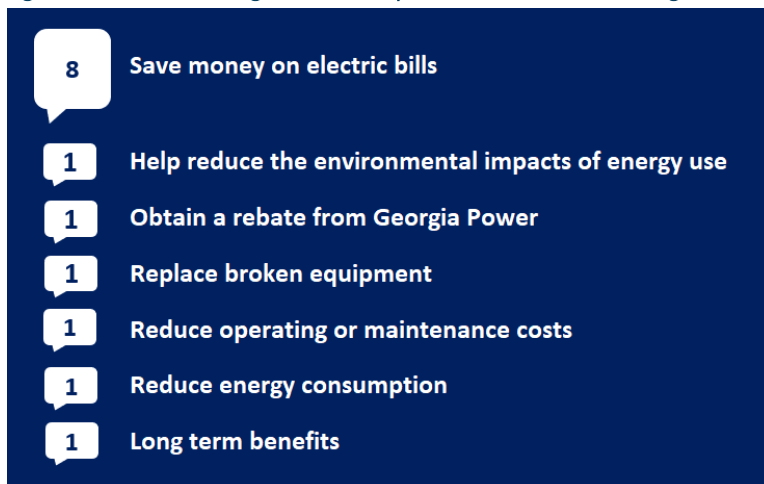 8 Save money on electric bills
1 Help reduce the environmental impacts of energy use
1 Obtain a rebate from Georgia Power
1 Replace broken equipment
1 Reduce operating or maintenance costs
1 Reduce energy consumption
1 Long term benefits